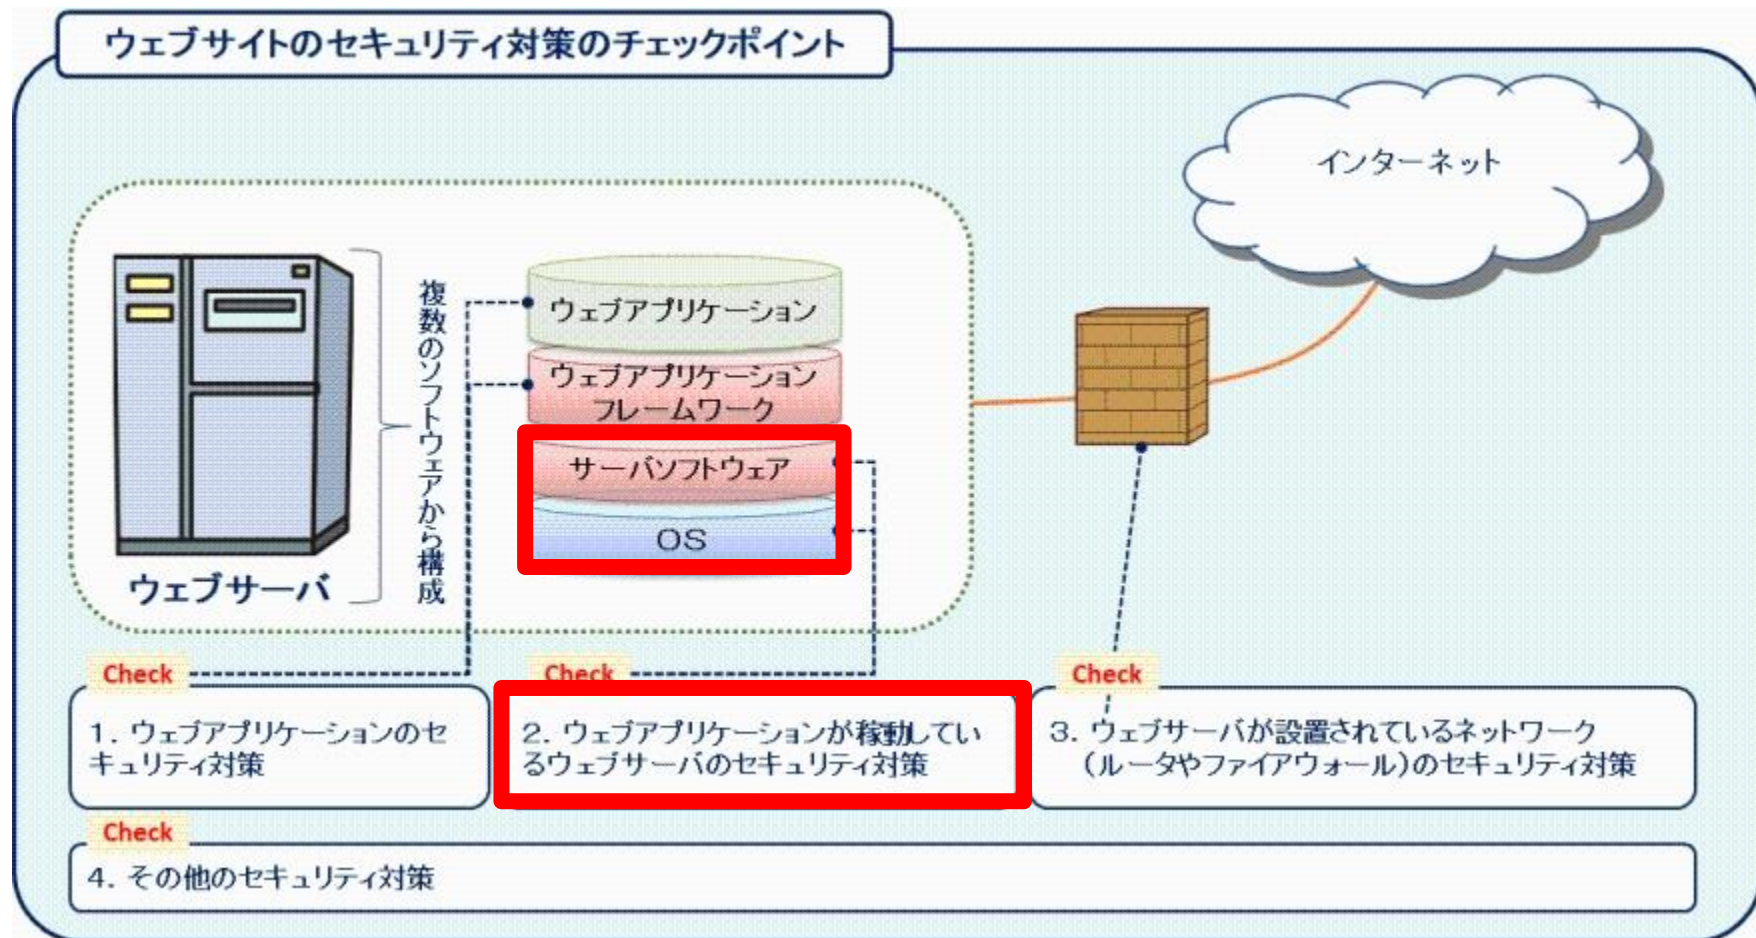 ウェブサイトのセキュリティ対策のチェックポイント
インターネット
ウェブアプリケーション
ウェブアプリケーション
フレームワーク
サーバソフトウェア
OS
複数のソフトウェアから構成
ウェブサーバ
Check
1. ウェブアプリケーションのセ
キュリティ対策
Check
2. ウェブアプリケーションが稼動してい
るウェブサーバのセキュリティ対策
Check
3. ウェブサーバが設置されているネットワーク
(ルータやファイアウォール)のセキュリティ対策
Check
4. その他のセキュリティ対策